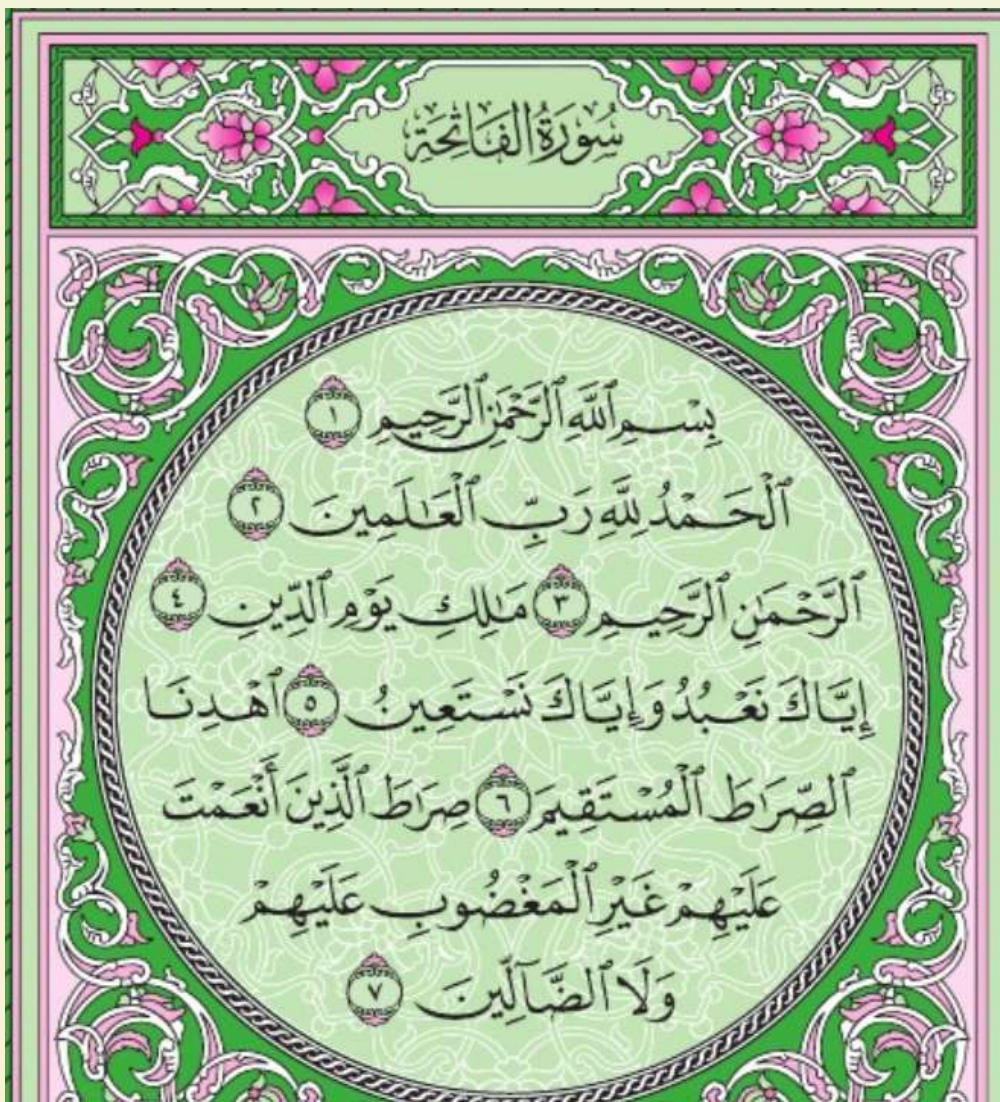 سُورَةُ الفَاتِحَةِ
بِسْمِ ٱللَّهِ ٱلرَّحْمَٰنِ ٱلرَّحِيمِ ١
ٱلْحَمْدُ لِلَّهِ رَبِّ ٱلْعَٰلَمِينَ ٢
ٱلرَّحْمَٰنِ ٱلرَّحِيمِ ٣ مَٰلِكِ يَوْمِ ٱلدِّينِ ٤
إِيَّاكَ نَعْبُدُ وَإِيَّاكَ نَسْتَعِينُ ٥ ٱهْدِنَا
ٱلصِّرَٰطَ ٱلْمُسْتَقِيمَ ٦ صِرَٰطَ ٱلَّذِينَ أَنْعَمْتَ
عَلَيْهِمْ غَيْرِ ٱلْمَغْضُوبِ عَلَيْهِمْ
وَلَا ٱلضَّآلِّينَ ٧